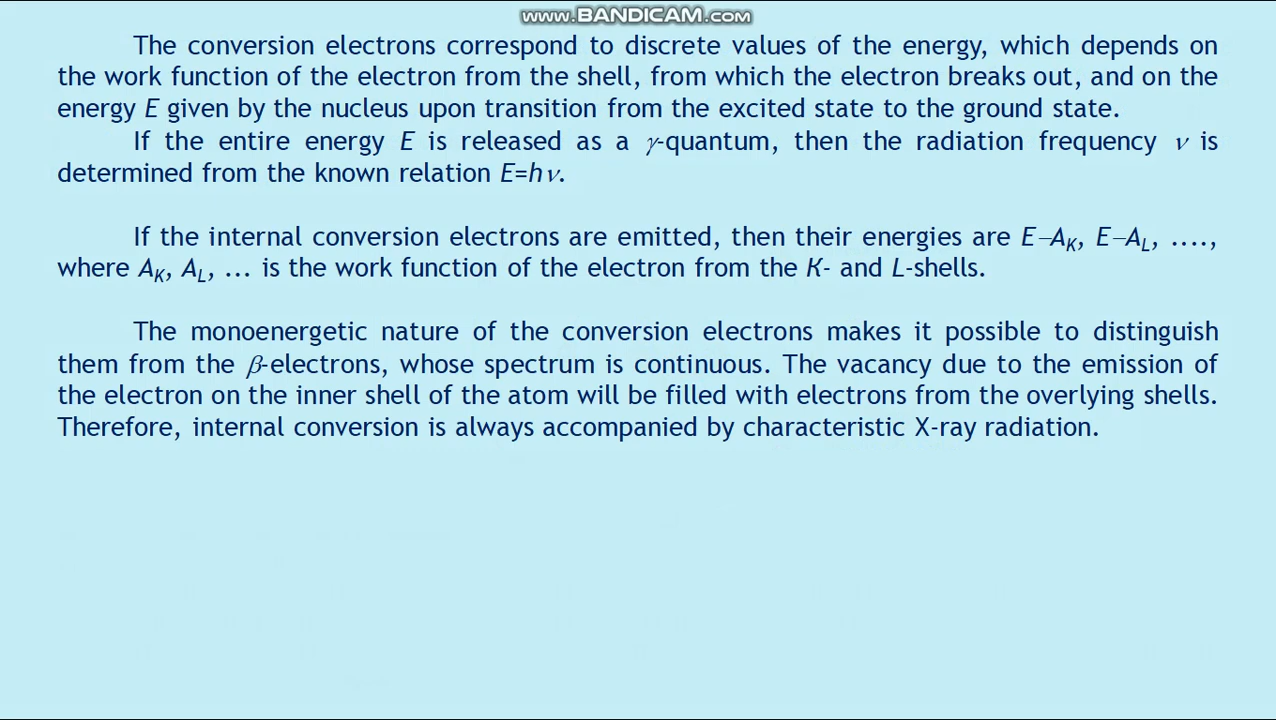 www.BANDICAM.com
The conversion electrons correspond to discrete values of the energy, which depends on
the work function of the electron from the shell, from which the electron breaks out, and on the
energy E given by the nucleus upon transition from the excited state to the ground state.
If the entire energy E is released as a γ-quantum, then the radiation frequency ν is
determined from the known relation E=hν.
If the internal conversion electrons are emitted, then their energies are E−A_K, E−A_L, ....,
where A_K, A_L, ... is the work function of the electron from the K- and L-shells.
The monoenergetic nature of the conversion electrons makes it possible to distinguish
them from the β-electrons, whose spectrum is continuous. The vacancy due to the emission of
the electron on the inner shell of the atom will be filled with electrons from the overlying shells.
Therefore, internal conversion is always accompanied by characteristic X-ray radiation.